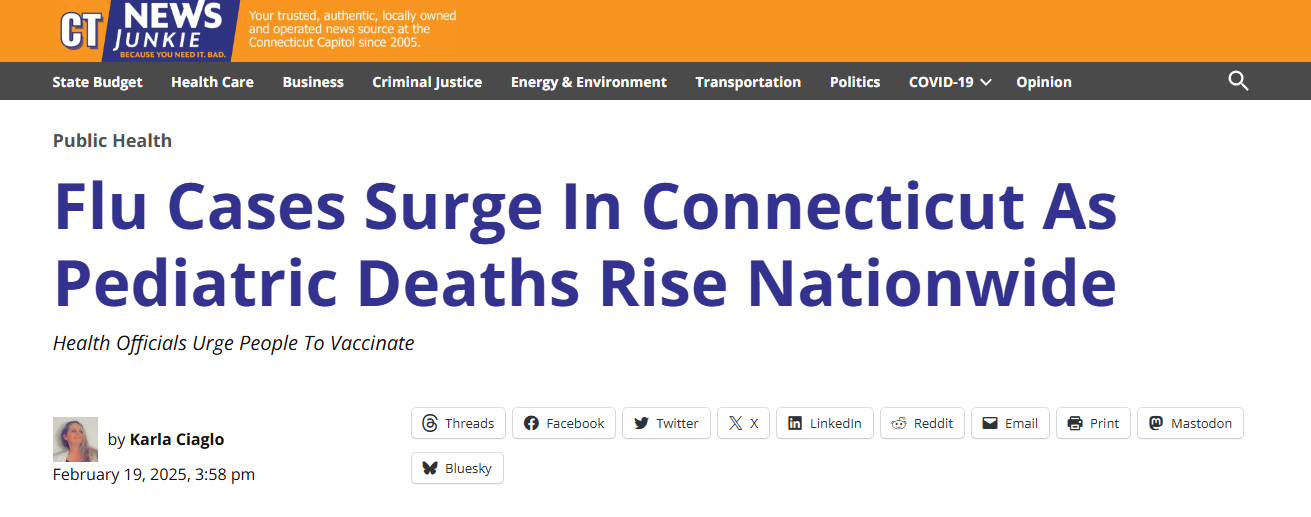 CT NEWS JUNKIE
BECAUSE YOU NEED IT. BAD.
Your trusted, authentic, locally owned
and operated news source at the
Connecticut Capitol since 2005.
State Budget Health Care Business Criminal Justice Energy & Environment Transportation Politics COVID-19 Opinion
Public Health
Flu Cases Surge In Connecticut As
Pediatric Deaths Rise Nationwide
Health Officials Urge People To Vaccinate
by Karla Ciaglo
February 19, 2025, 3:58 pm
Threads Facebook Twitter X LinkedIn Reddit Email Print Mastodon
Bluesky